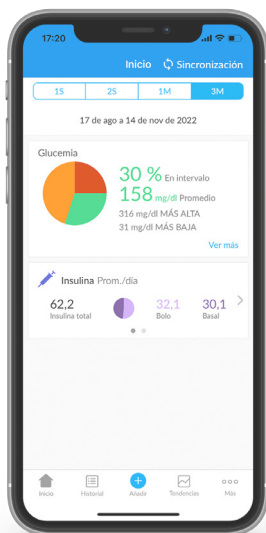 17:20
Inicio Sincronización
1S 2S 1M 3M
17 de ago a 14 de nov de 2022
Glucemia
30 % En intervalo
158 mg/dl Promedio
316 mg/dl MÁS ALTA
31 mg/dl MÁS BAJA
Ver más
Insulina Prom./día
62,2 32,1 30,1
Insulina total Bolo Basal
Inicio Historial Añadir Tendencias Más